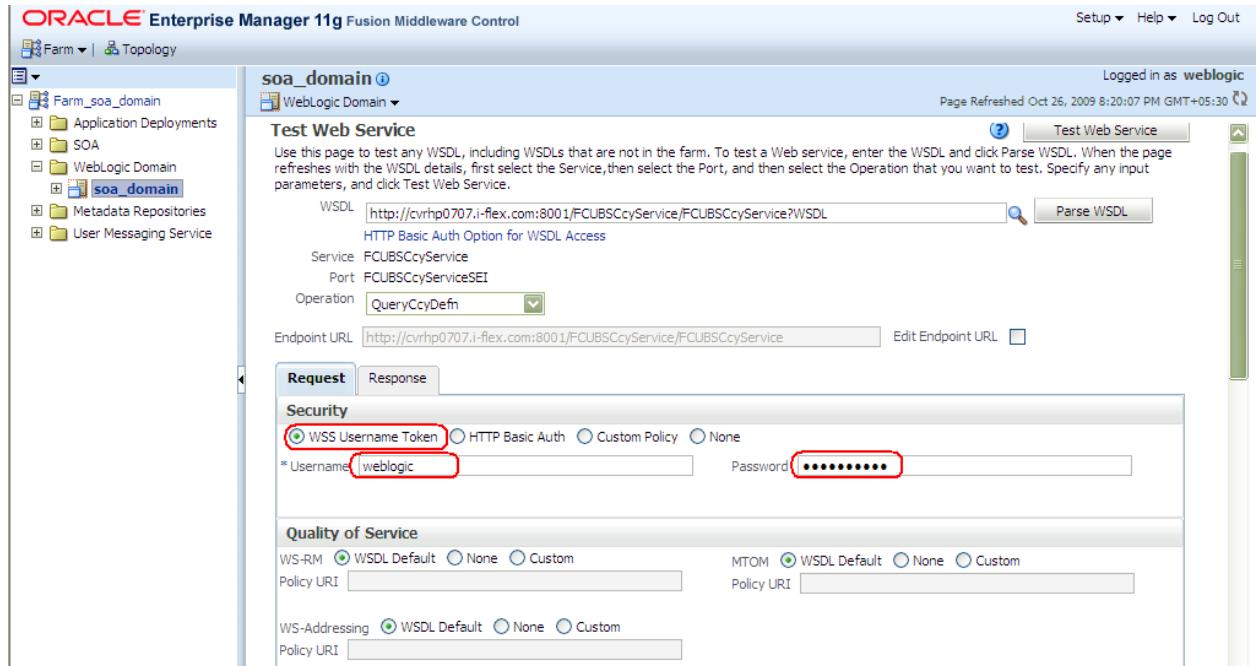 ORACLE Enterprise Manager 11g Fusion Middleware Control
Setup Help Log Out
Farm | Topology
Farm_soa_domain
Application Deployments
SOA
WebLogic Domain
soa_domain
Metadata Repositories
User Messaging Service
soa_domain
Logged in as weblogic
WebLogic Domain
Page Refreshed Oct 26, 2009 8:20:07 PM GMT+05:30
Test Web Service
Test Web Service
Use this page to test any WSDL, including WSDLs that are not in the farm. To test a Web service, enter the WSDL and click Parse WSDL. When the page
refreshes with the WSDL details, first select the Service,then select the Port, and then select the Operation that you want to test. Specify any input
parameters, and click Test Web Service.
WSDL http://cvrhp0707.i-flex.com:8001/FCUBSCcyService/FCUBSCcyService?WSDL Parse WSDL
HTTP Basic Auth Option for WSDL Access
Service FCUBSCcyService
Port FCUBSCcyServiceSEI
Operation QueryCcyDefn
Endpoint URL http://cvrhp0707.i-flex.com:8001/FCUBSCcyService/FCUBSCcyService Edit Endpoint URL
Request Response
Security
WSS Username Token HTTP Basic Auth Custom Policy None
* Username weblogic Password ••••••••••
Quality of Service
WS-RM WSDL Default None Custom
MTOM WSDL Default None Custom
Policy URI
Policy URI
WS-Addressing WSDL Default None Custom
Policy URI